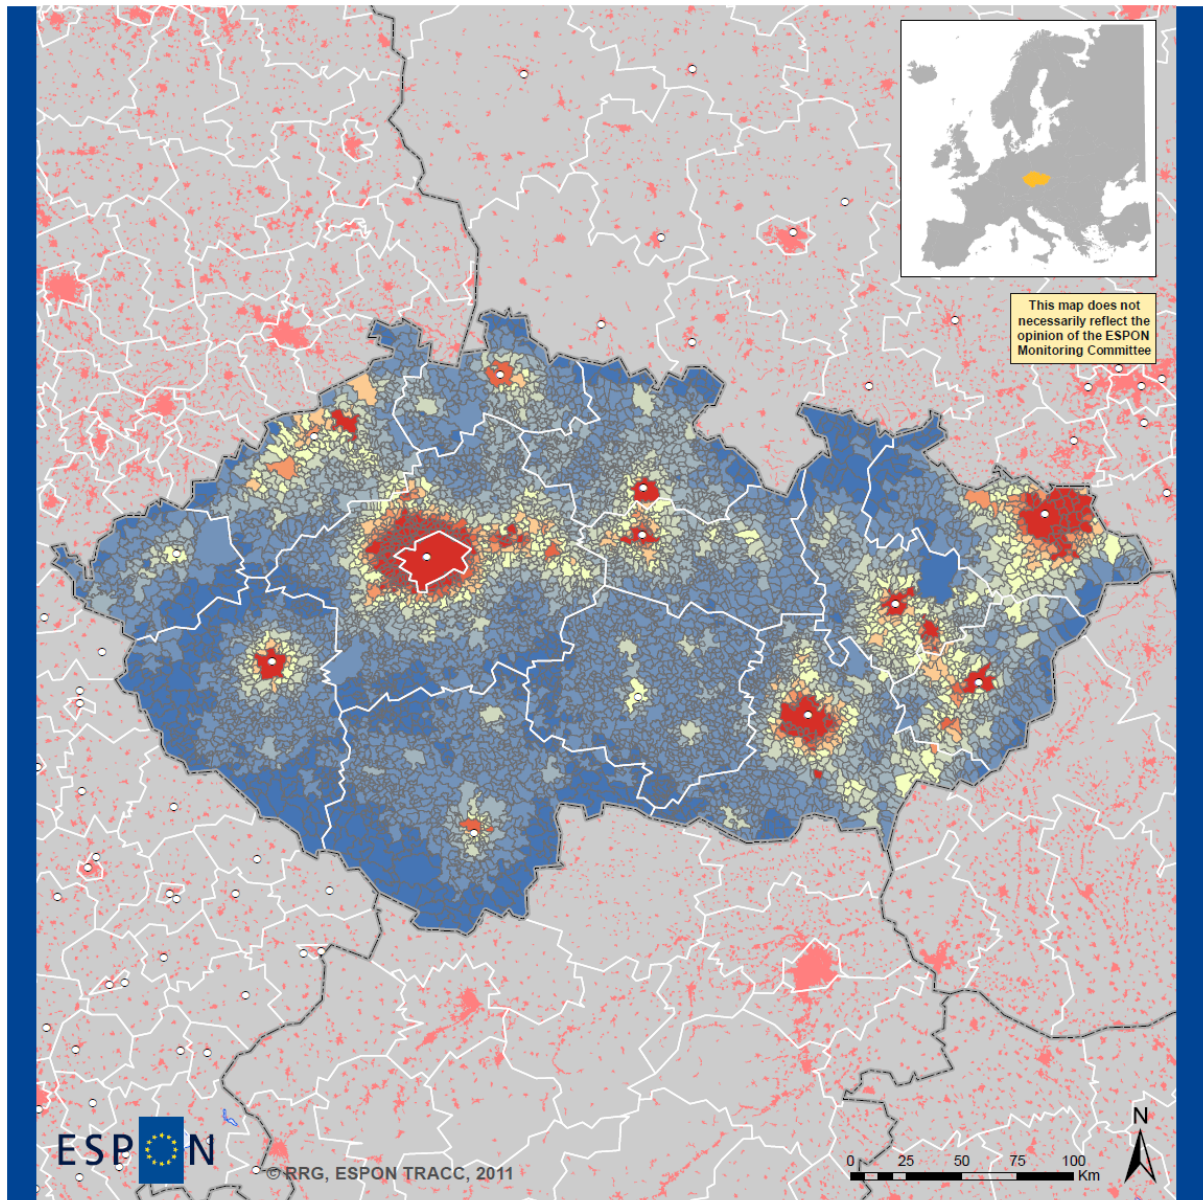 This map does not
necessarily reflect the
opinion of the ESPON
Monitoring Committee
ESPON
© RRG, ESPON TRACC, 2011
N
0 25 50 75 100
Km